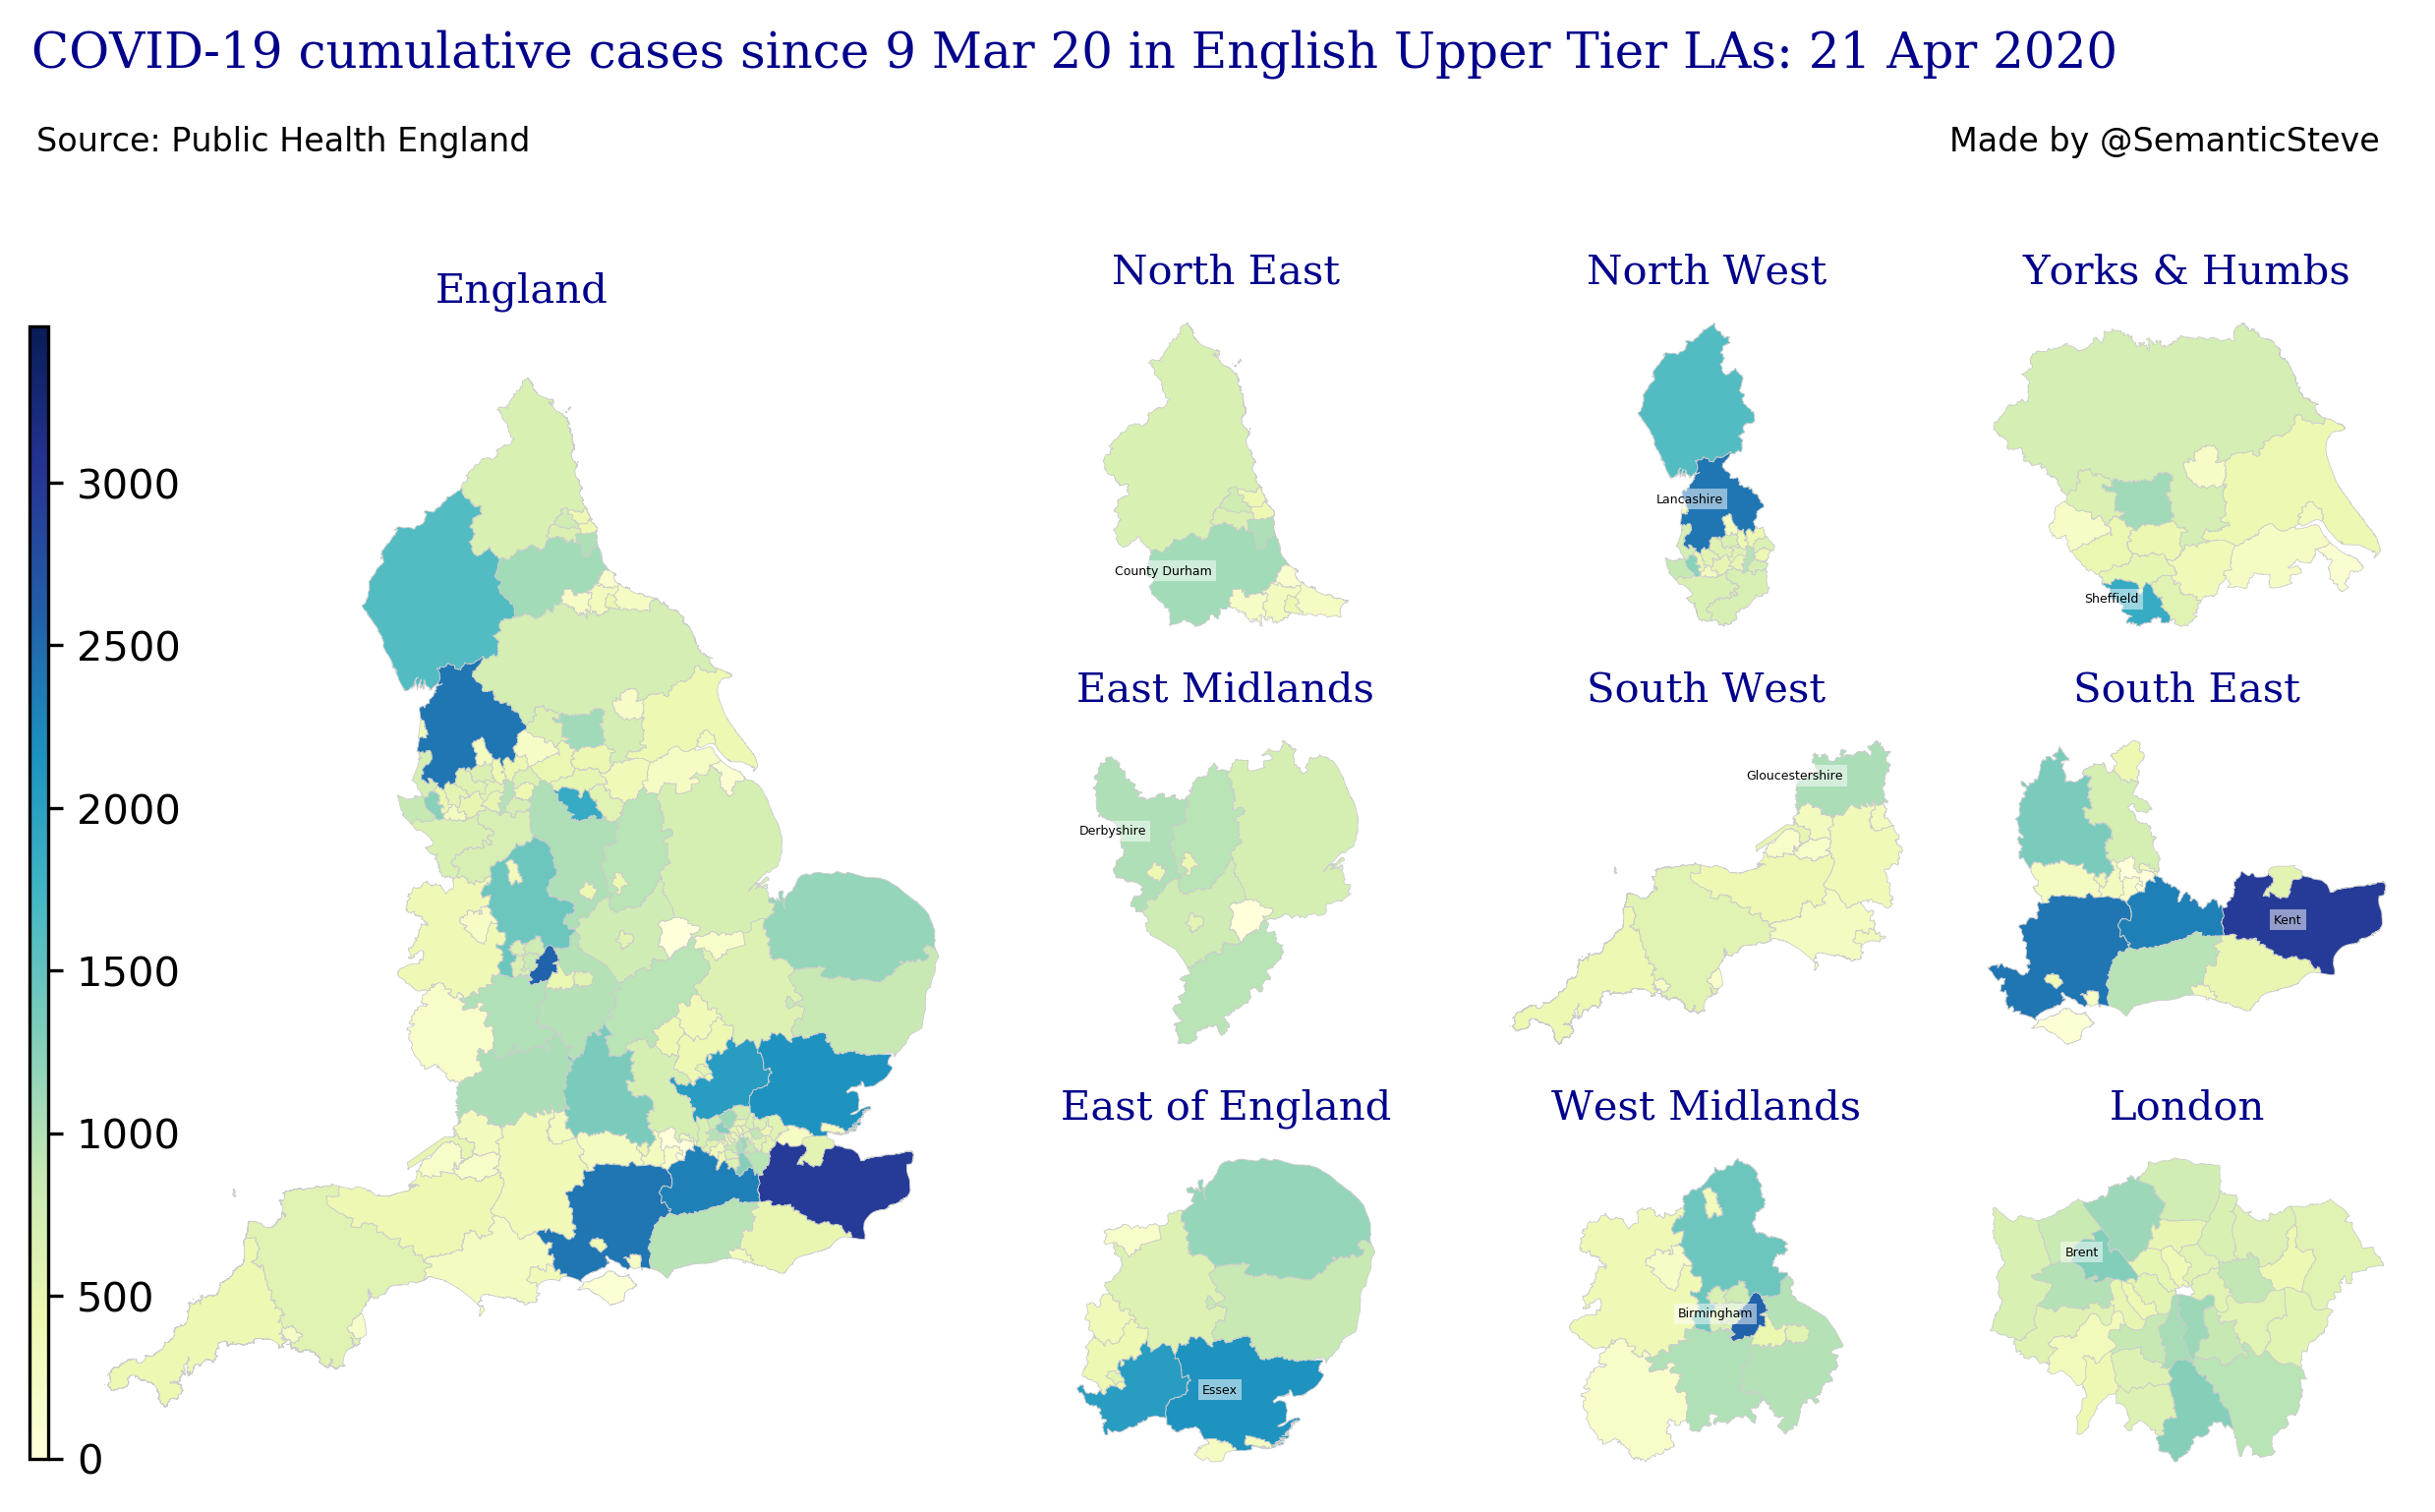 COVID-19 cumulative cases since 9 Mar 20 in English Upper Tier LAs: 21 Apr 2020
Source: Public Health England
Made by @SemanticSteve
England
3000
2500
2000
1500
1000
500
0
North East
County Durham
North West
Lancashire
Yorks & Humbs
Sheffield
East Midlands
Derbyshire
South West
Gloucestershire
South East
Kent
East of England
Essex
West Midlands
Birmingham
London
Brent